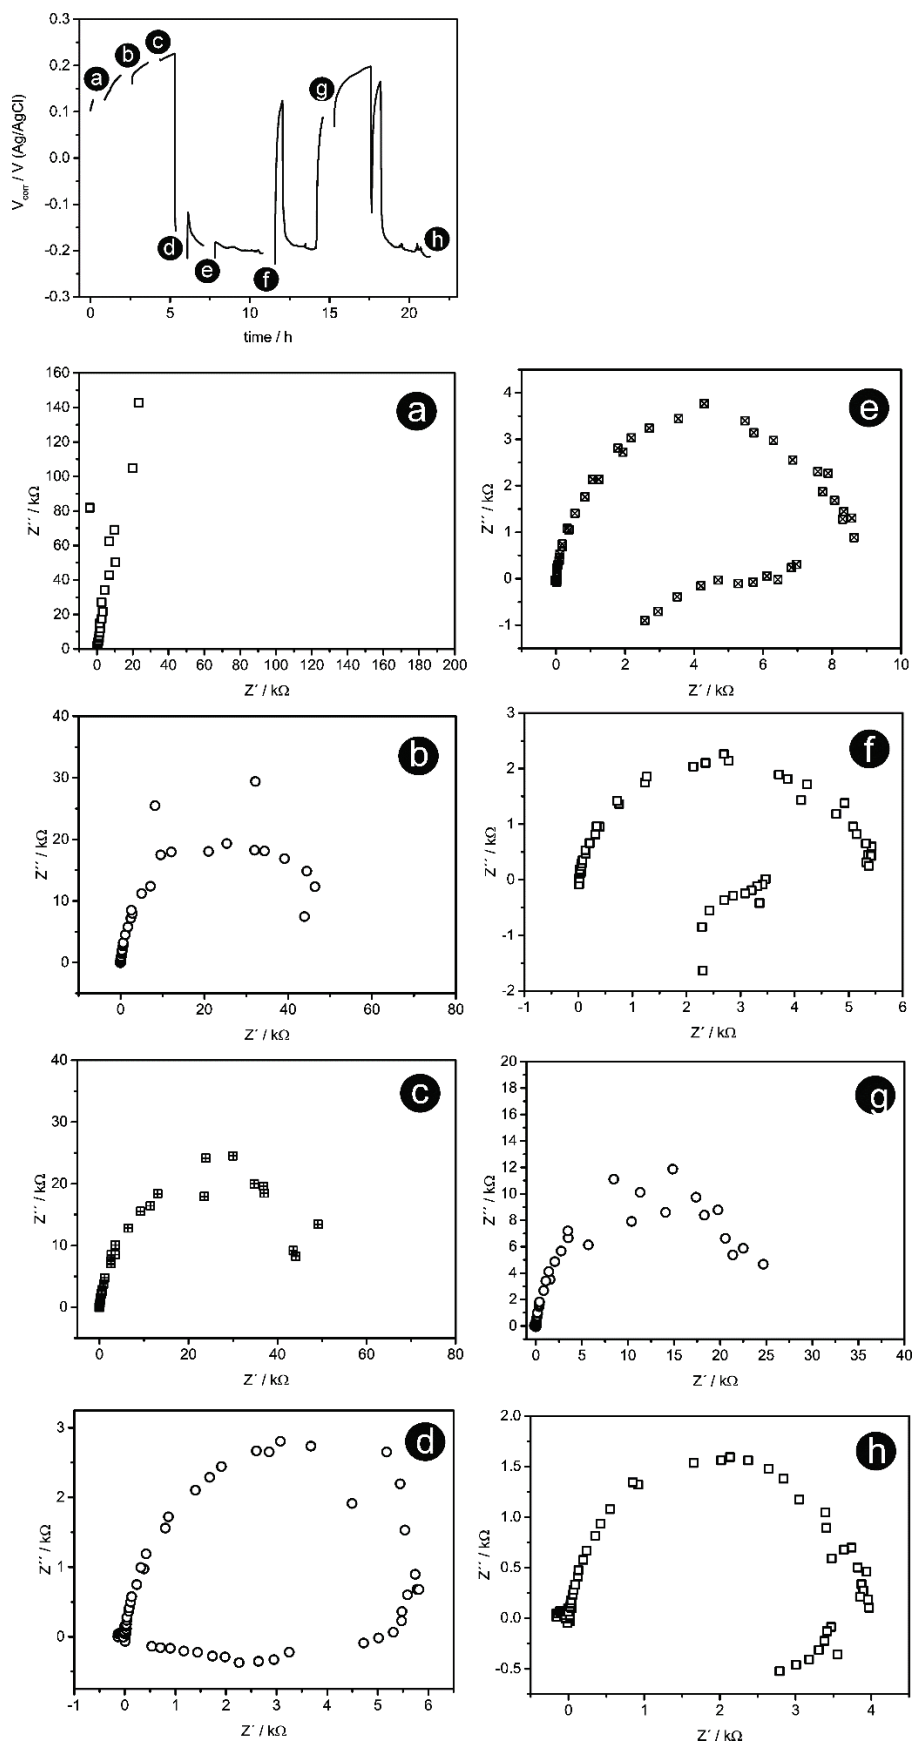 0.3
0.2
0.1
0.0
-0.1
-0.2
-0.3
V corr / V (Ag/AgCl)
a
b
c
d
e
f
g
h
0 5 10 15 20
time / h
160
140
120
100
80
60
40
20
0
Z´´ / kΩ
a
0 20 40 60 80 100 120 140 160 180 200
Z´ / kΩ
4
3
2
1
0
-1
Z´´ / kΩ
e
0 2 4 6 8 10
Z´ / kΩ
40
30
20
10
0
Z´´ / kΩ
b
0 20 40 60 80
Z´ / kΩ
3
2
1
0
-1
-2
Z´´ / kΩ
f
-1 0 1 2 3 4 5 6
Z´ / kΩ
40
30
20
10
0
Z´´ / kΩ
c
0 20 40 60 80
Z´ / kΩ
20
18
16
14
12
10
8
6
4
2
0
Z´´ / kΩ
g
0 5 10 15 20 25 30 35 40
Z´ / kΩ
3
2
1
0
Z´´ / kΩ
d
-1 0 1 2 3 4 5 6
Z´ / kΩ
2.0
1.5
1.0
0.5
0.0
-0.5
Z´´ / kΩ
h
0 1 2 3 4
Z´ / kΩ